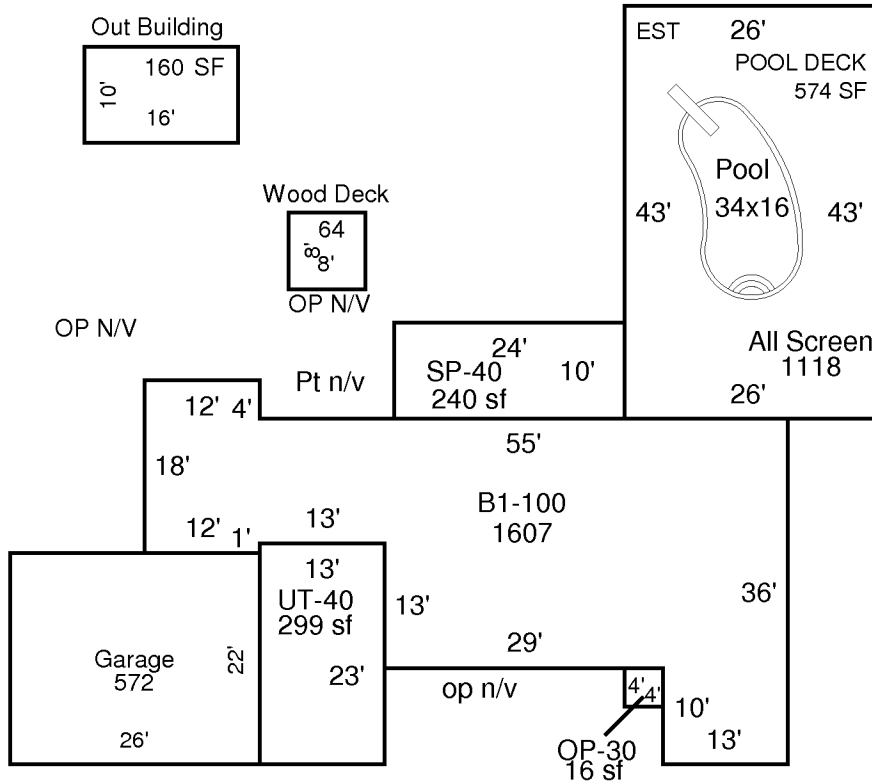 Out Building
160 SF
10'
16'
EST
26'
POOL DECK
574 SF
Pool
34x16
43'
43'
All Screen
1118
26'
Wood Deck
64
8'
8'
OP N/V
OP N/V
Pt n/v
24'
SP-40
10'
240 sf
12'
4'
18'
55'
B1-100
1607
12'
1'
13'
13'
UT-40
299 sf
13'
36'
29'
Garage
572
22'
23'
26'
op n/v
4'
4'
10'
13'
OP-30
16 sf